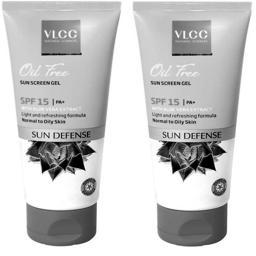 VLCC
Oil Free
SUN SCREEN GEL
SPF 15 | PA+
WITH ALOE VERA EXTRACT
Light and refreshing formula
Normal to Oily Skin
SUN DEFENSE
VLCC
Oil Free
SUN SCREEN GEL
SPF 15 | PA+
WITH ALOE VERA EXTRACT
Light and refreshing formula
Normal to Oily Skin
SUN DEFENSE